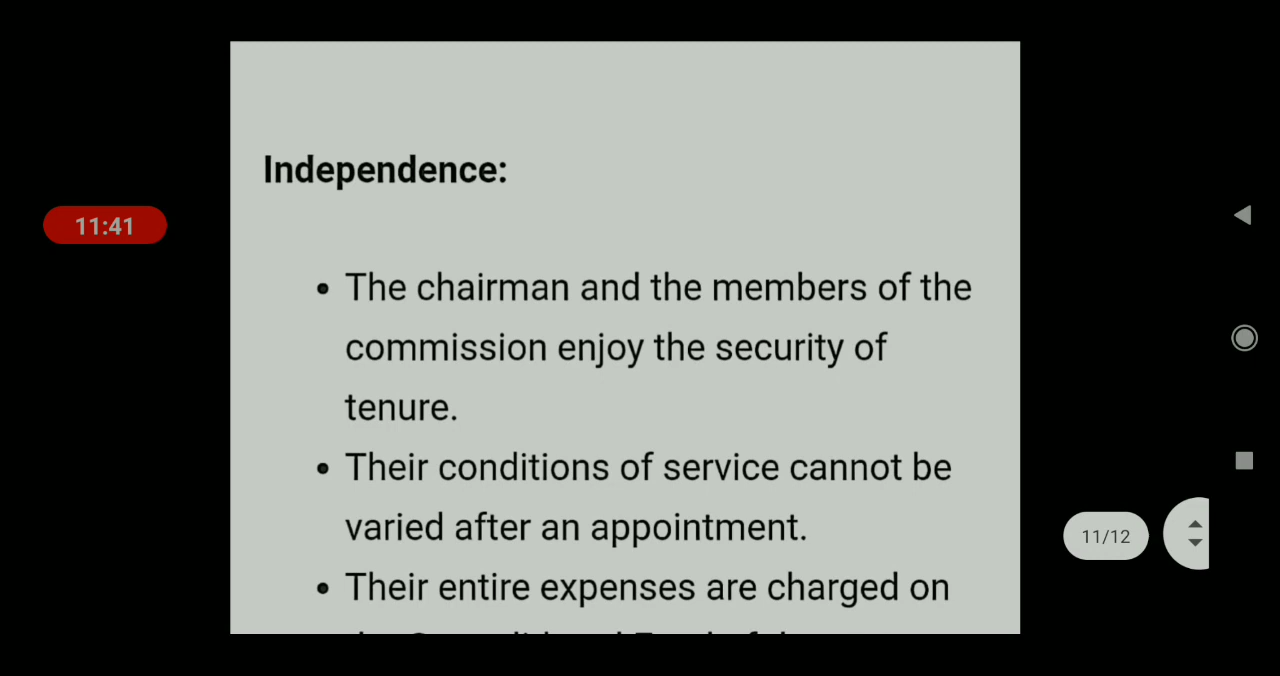 Independence:
11:41
• The chairman and the members of the
commission enjoy the security of
tenure.
• Their conditions of service cannot be
varied after an appointment.
11/12
• Their entire expenses are charged on